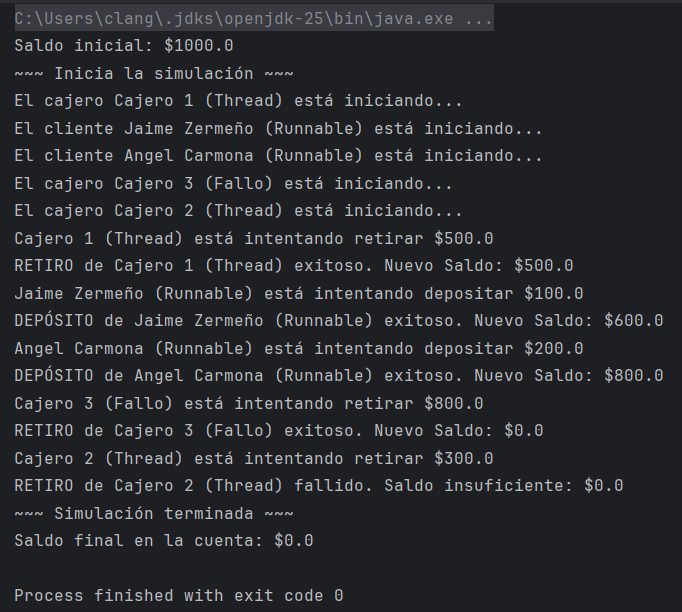 C:\Users\clang\.jdks\openjdk-25\bin\java.exe ...
Saldo inicial: $1000.0
~~~ Inicia la simulación ~~~
El cajero Cajero 1 (Thread) está iniciando...
El cliente Jaime Zermeño (Runnable) está iniciando...
El cliente Angel Carmona (Runnable) está iniciando...
El cajero Cajero 3 (Fallo) está iniciando...
El cajero Cajero 2 (Thread) está iniciando...
Cajero 1 (Thread) está intentando retirar $500.0
RETIRO de Cajero 1 (Thread) exitoso. Nuevo Saldo: $500.0
Jaime Zermeño (Runnable) está intentando depositar $100.0
DEPÓSITO de Jaime Zermeño (Runnable) exitoso. Nuevo Saldo: $600.0
Angel Carmona (Runnable) está intentando depositar $200.0
DEPÓSITO de Angel Carmona (Runnable) exitoso. Nuevo Saldo: $800.0
Cajero 3 (Fallo) está intentando retirar $800.0
RETIRO de Cajero 3 (Fallo) exitoso. Nuevo Saldo: $0.0
Cajero 2 (Thread) está intentando retirar $300.0
RETIRO de Cajero 2 (Thread) fallido. Saldo insuficiente: $0.0
~~~ Simulación terminada ~~~
Saldo final en la cuenta: $0.0
Process finished with exit code 0